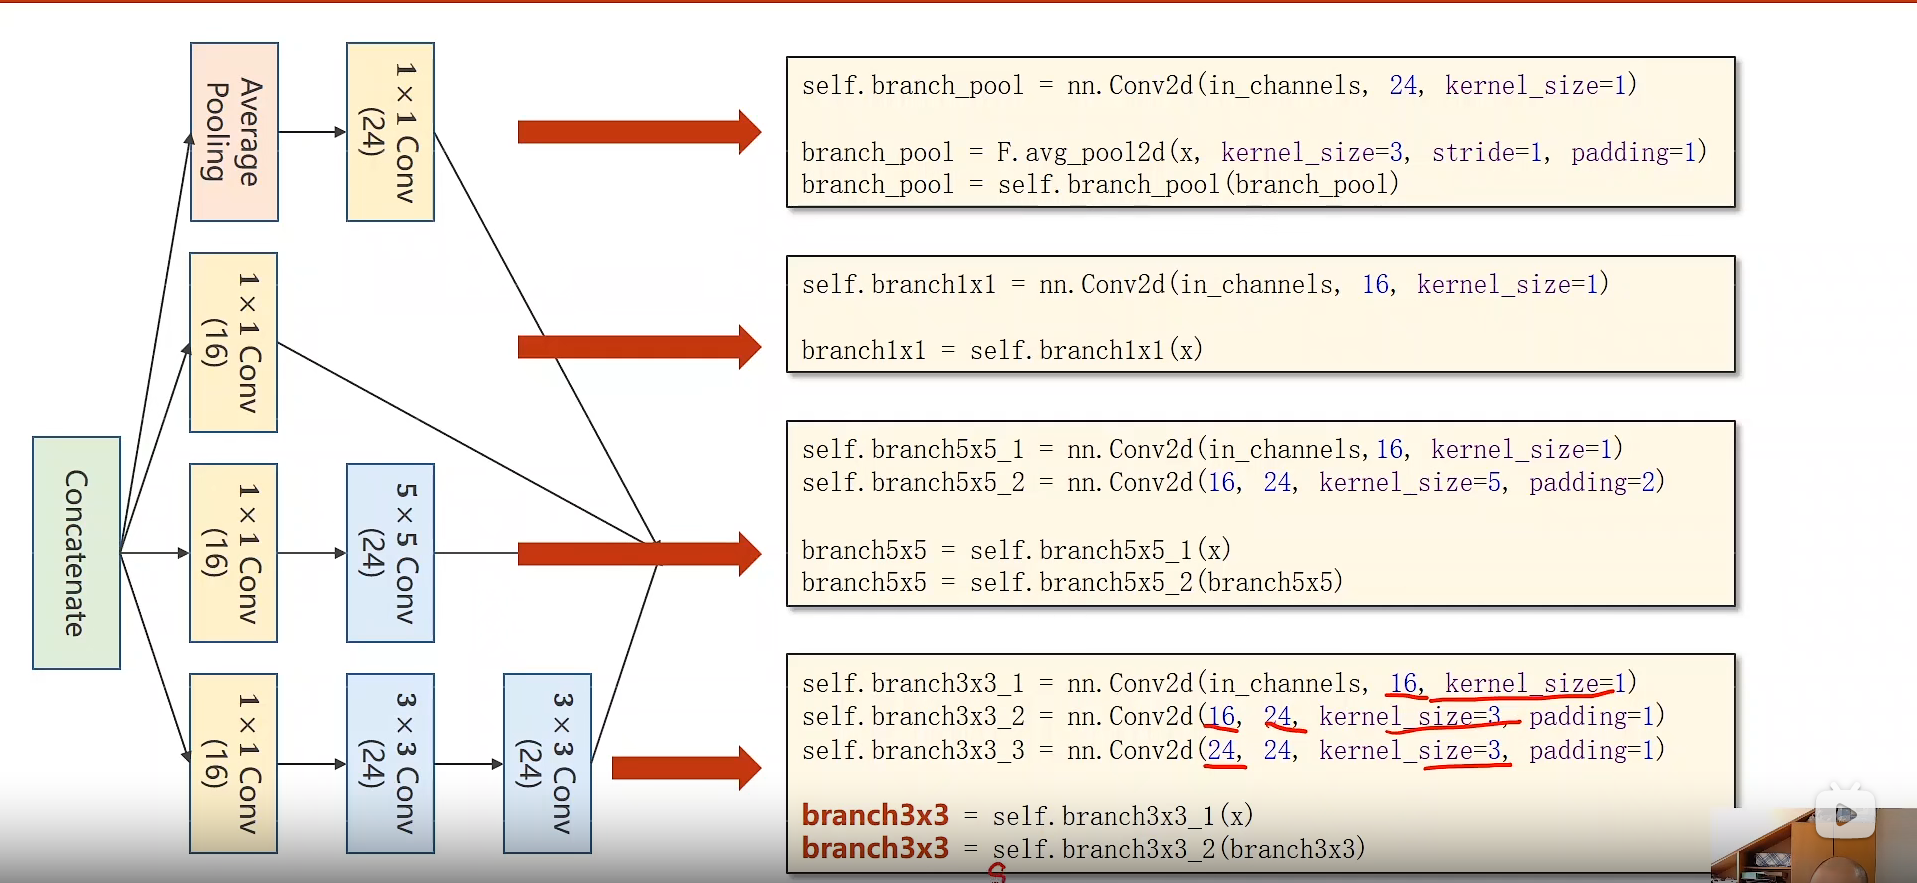 Average
Pooling
1×1 Conv
(24)
1×1 Conv
(16)
Concatenate
1×1 Conv
(16)
5×5 Conv
(24)
1×1 Conv
(16)
3×3 Conv
(24)
3×3 Conv
(24)
self.branch_pool = nn.Conv2d(in_channels, 24, kernel_size=1)
branch_pool = F.avg_pool2d(x, kernel_size=3, stride=1, padding=1)
branch_pool = self.branch_pool(branch_pool)
self.branch1x1 = nn.Conv2d(in_channels, 16, kernel_size=1)
branch1x1 = self.branch1x1(x)
self.branch5x5_1 = nn.Conv2d(in_channels,16, kernel_size=1)
self.branch5x5_2 = nn.Conv2d(16, 24, kernel_size=5, padding=2)
branch5x5 = self.branch5x5_1(x)
branch5x5 = self.branch5x5_2(branch5x5)
self.branch3x3_1 = nn.Conv2d(in_channels, 16, kernel_size=1)
self.branch3x3_2 = nn.Conv2d(16, 24, kernel_size=3, padding=1)
self.branch3x3_3 = nn.Conv2d(24, 24, kernel_size=3, padding=1)
branch3x3 = self.branch3x3_1(x)
branch3x3 = self.branch3x3_2(branch3x3)